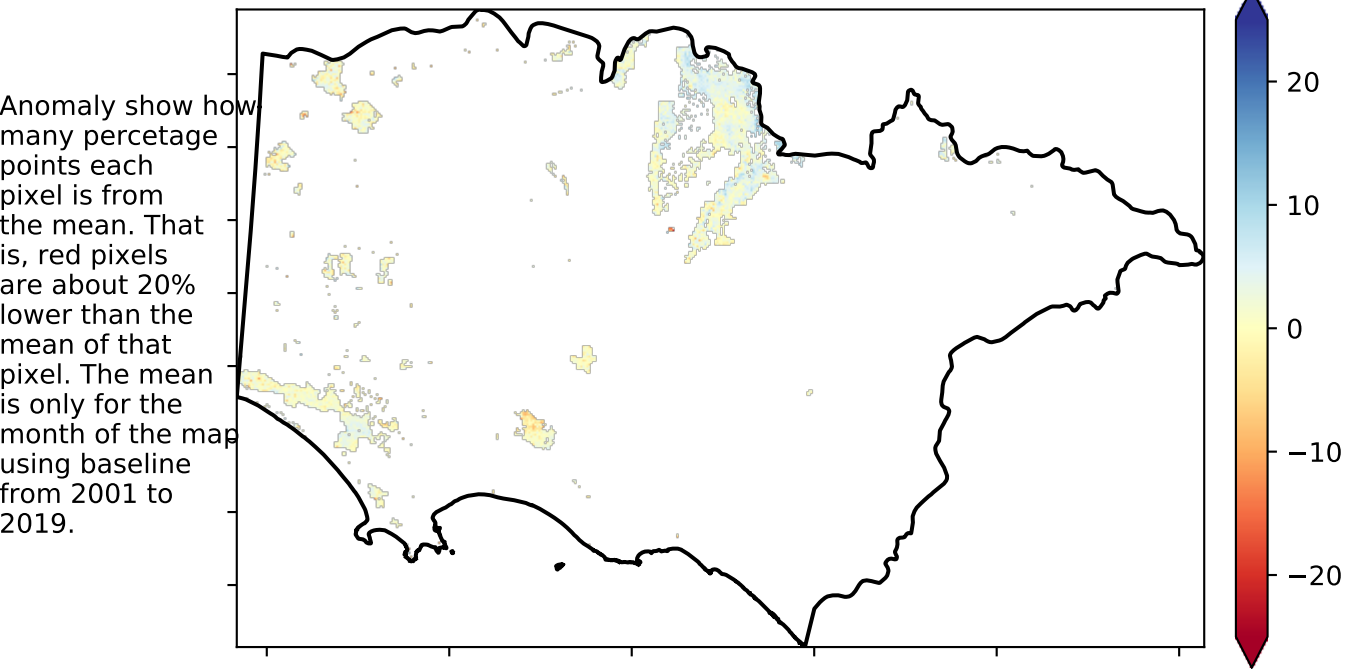 Anomaly show how
many percetage
points each
pixel is from
the mean. That
is, red pixels
are about 20%
lower than the
mean of that
pixel. The mean
is only for the
month of the map
using baseline
from 2001 to
2019.
20
10
0
−10
−20